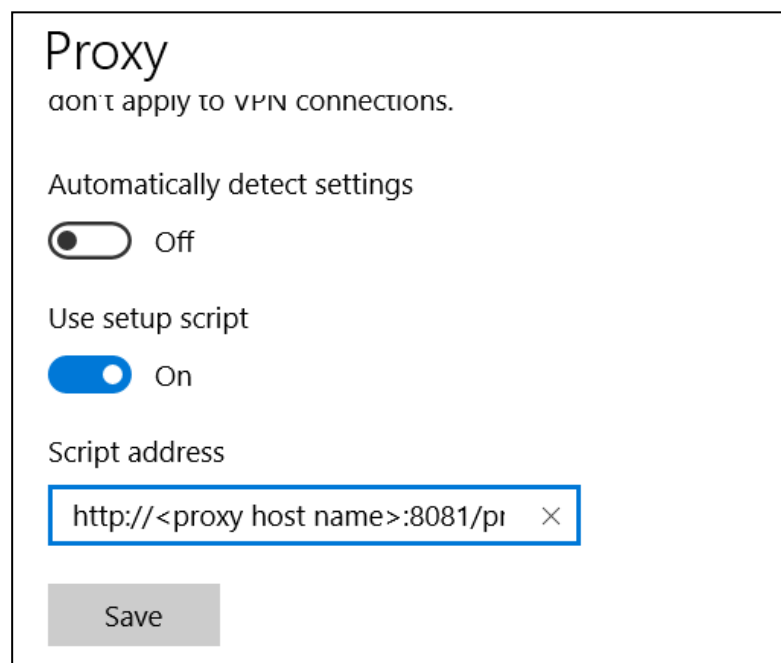 Proxy
don't apply to VPN connections.
Automatically detect settings
Off
Use setup script
On
Script address
http://<proxy host name>:8081/pr
Save